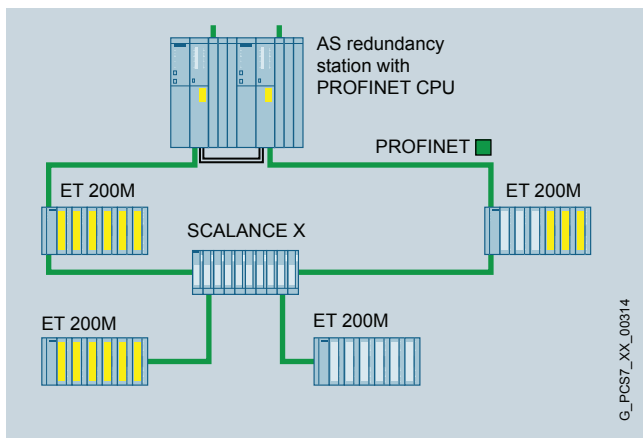 AS redundancy
station with
PROFINET CPU
PROFINET
ET 200M
ET 200M
SCALANCE X
ET 200M
ET 200M
G_PCS7_XX_00314